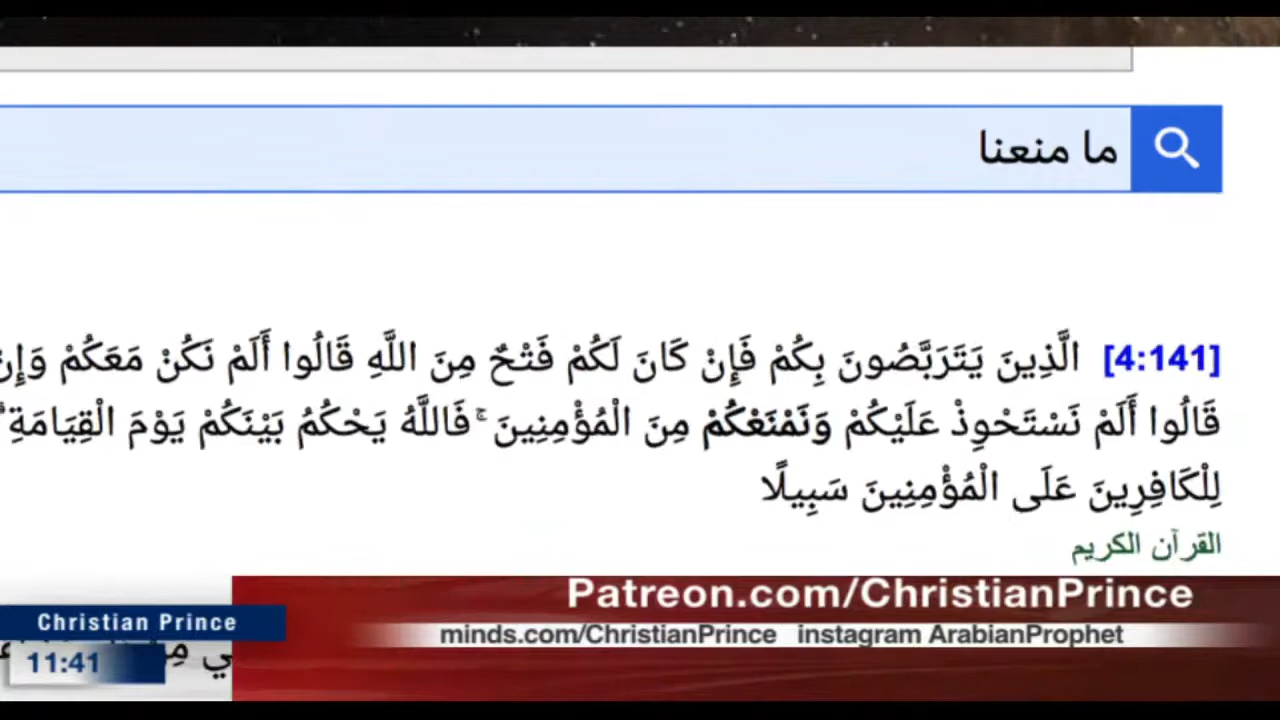 ما منعنا
[4:141] الَّذِينَ يَتَرَبَّصُونَ بِكُمْ فَإِنْ كَانَ لَكُمْ فَتْحٌ مِنَ اللَّهِ قَالُوا أَلَمْ نَكُنْ مَعَكُمْ وَإِنْ
قَالُوا أَلَمْ نَسْتَحْوِذْ عَلَيْكُمْ وَنَمْنَعْكُمْ مِنَ الْمُؤْمِنِينَ ۚ فَاللَّهُ يَحْكُمُ بَيْنَكُمْ يَوْمَ الْقِيَامَةِ ۗ
لِلْكَافِرِينَ عَلَى الْمُؤْمِنِينَ سَبِيلًا
القرآن الكريم
Patreon.com/ChristianPrince
Christian Prince
minds.com/ChristianPrince instagram ArabianProphet
11:41